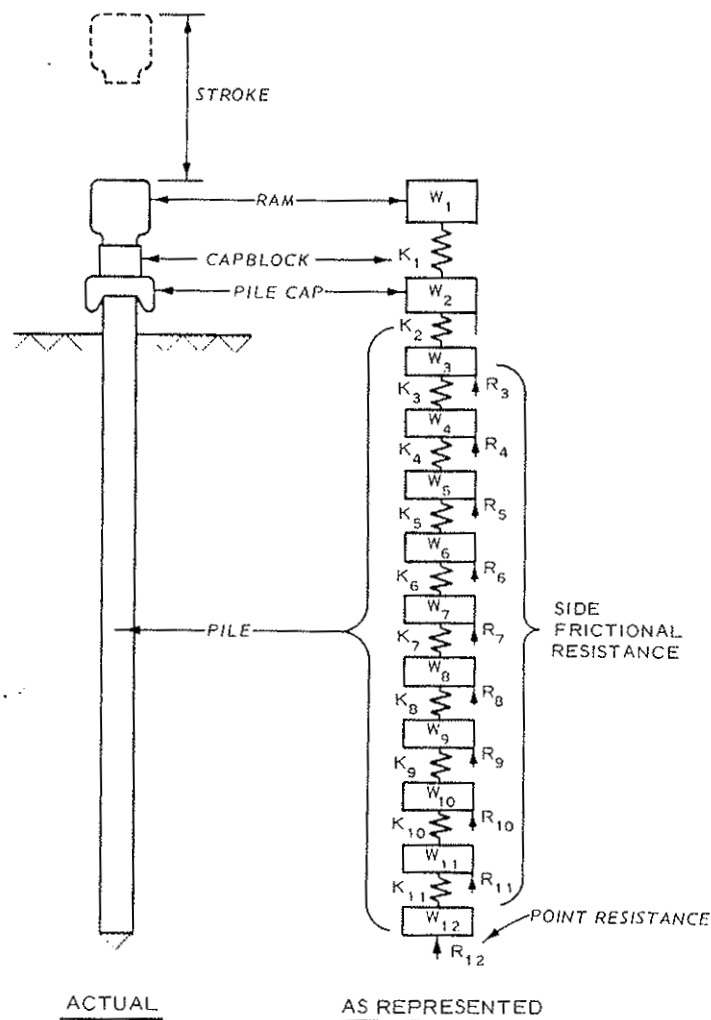 STROKE
RAM
W1
CAPBLOCK
K1
PILE CAP
W2
K2
W3
K3
R3
W4
K4
R4
W5
K5
R5
W6
K6
R6
W7
PILE
K7
R7
SIDE
FRICTIONAL
RESISTANCE
W8
K8
R8
W9
K9
R9
W10
K10
R10
W11
K11
R11
W12
POINT RESISTANCE
R12
ACTUAL
AS REPRESENTED